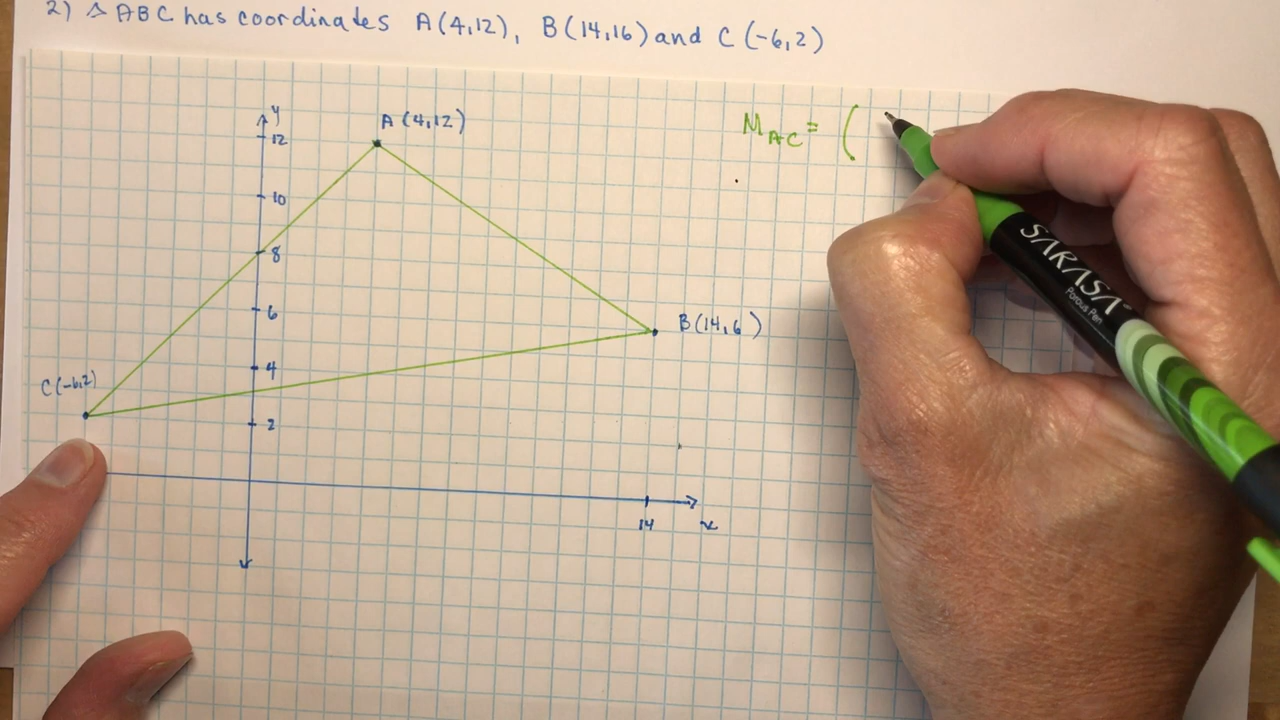 2) △ ABC has coordinates A(4,12), B(14,16) and C(-6,2)
y
A (4,12)
M AC = (
12
10
8
6
B(14,6)
4
C(-6,2)
2
14
x
SARASA
Porous Pen